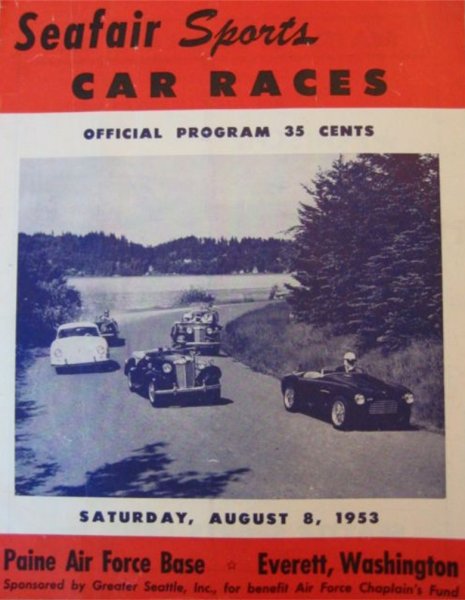 Seafair Sports
CAR RACES
OFFICIAL PROGRAM 35 CENTS
SATURDAY, AUGUST 8, 1953
Paine Air Force Base ☆ Everett, Washington
Sponsored by Greater Seattle, Inc., for benefit Air Force Chaplain's Fund